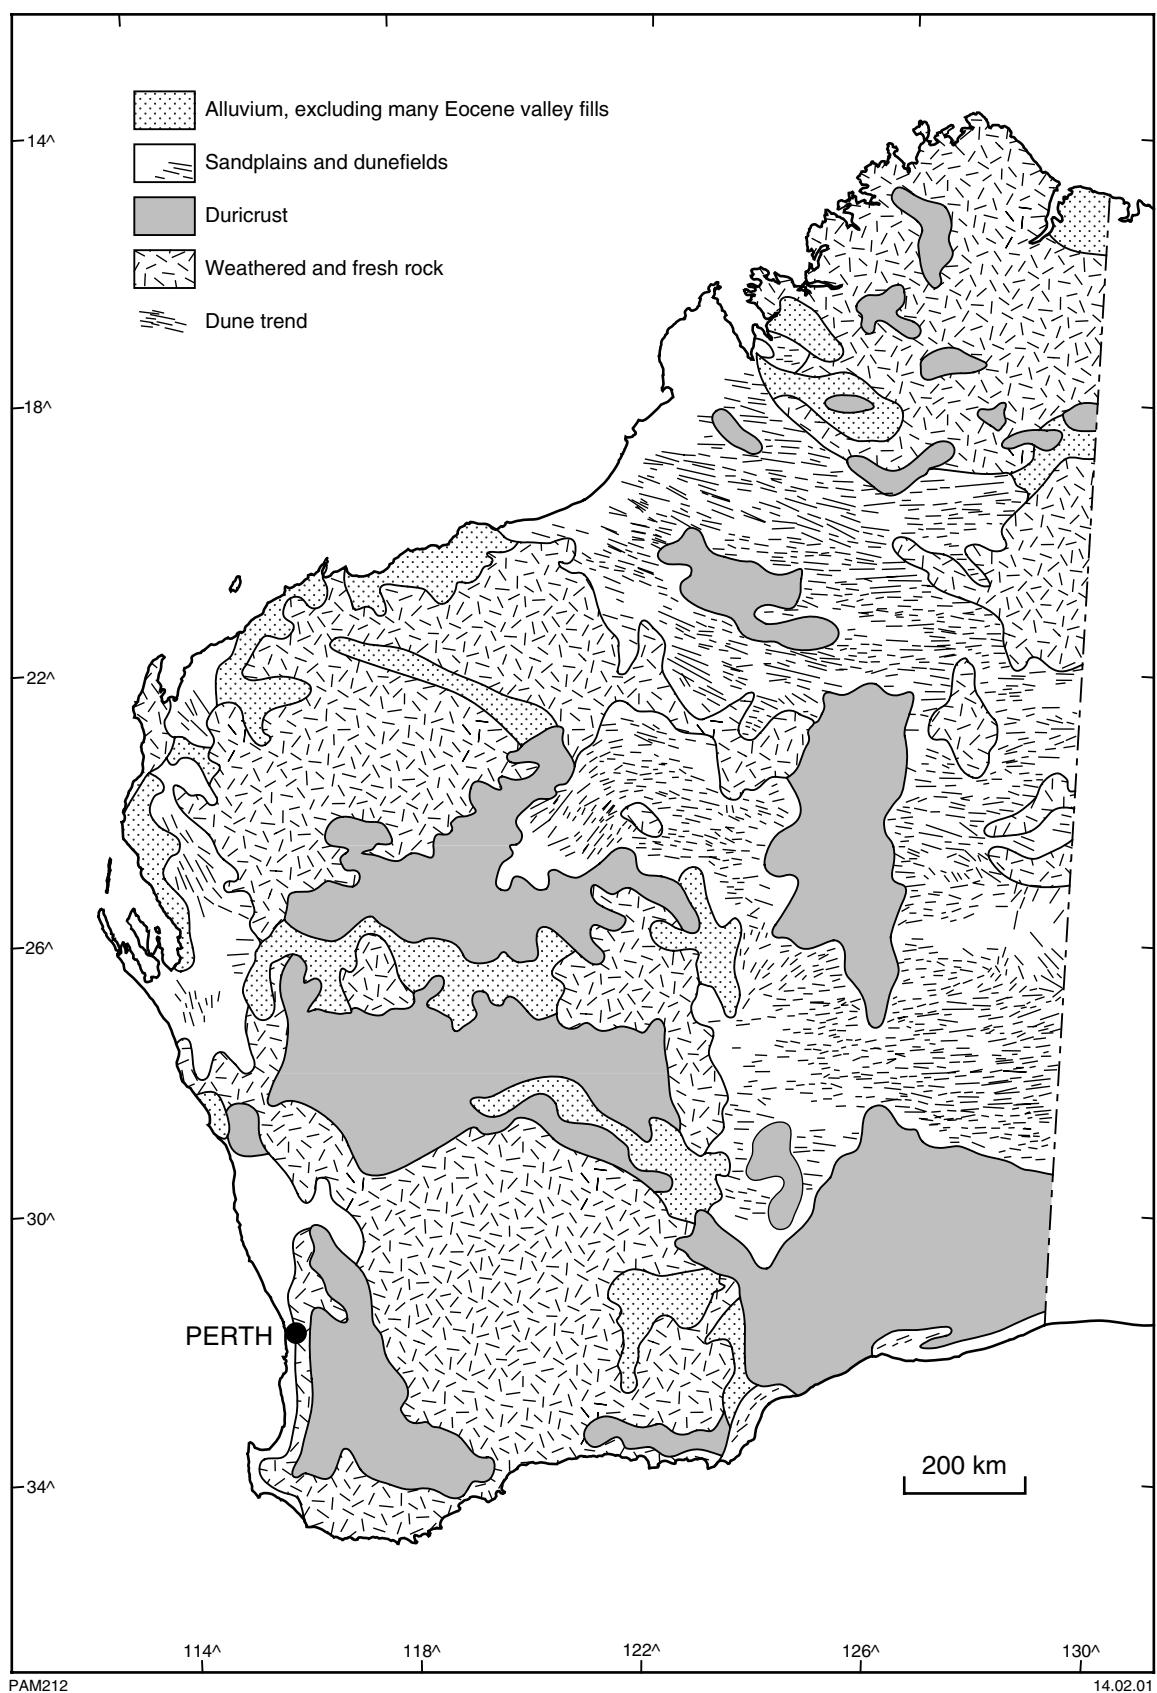 Alluvium, excluding many Eocene valley fills
14^
Sandplains and dunefields
Duricrust
Weathered and fresh rock
Dune trend
18^
22^
26^
30^
PERTH
200 km
34^
114^ 118^ 122^ 126^ 130^
PAM212 14.02.01